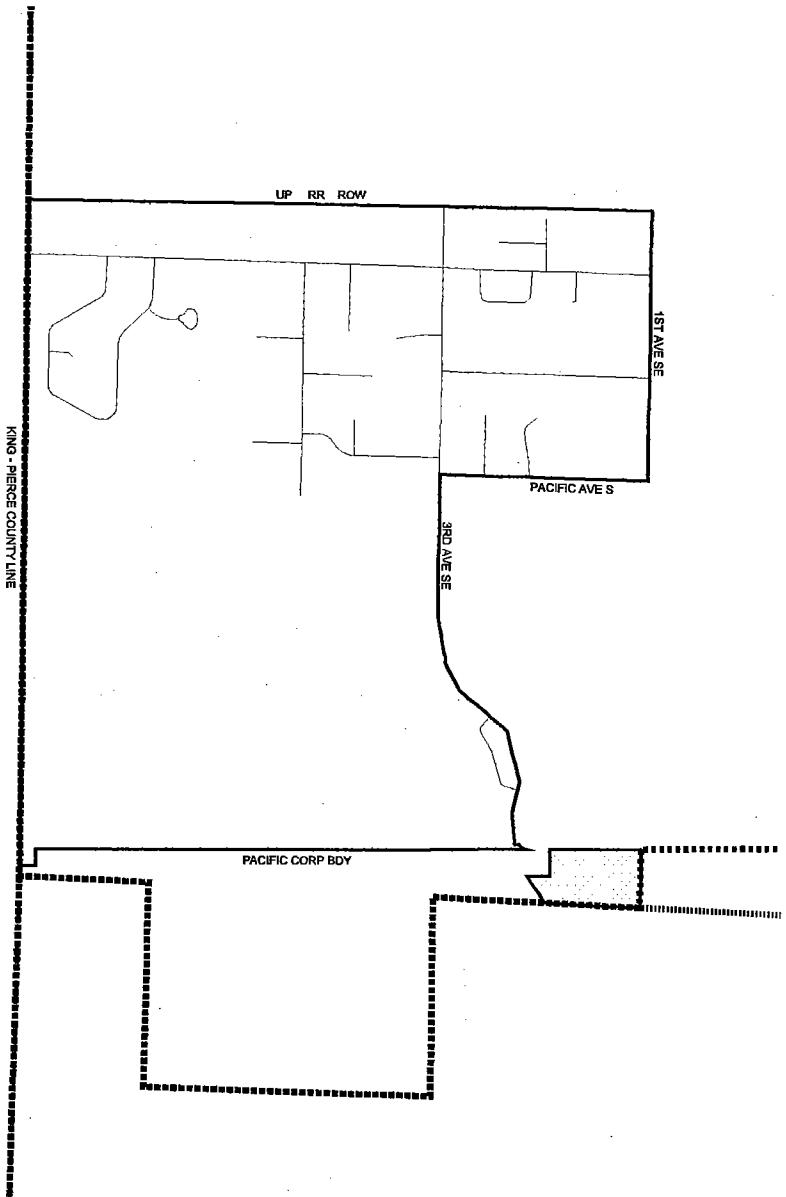 UP RR ROW
1ST AVE SE
PACIFIC AVE S
3RD AVE SE
KING - PIERCE COUNTY LINE
PACIFIC CORP BDY